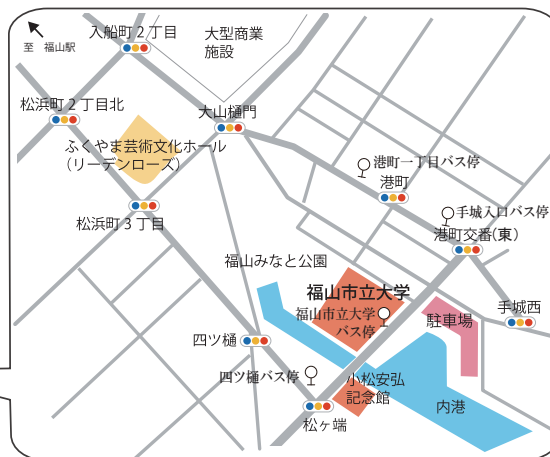 入船町2丁目
大型商業
施設
至 福山駅
松浜町2丁目北
大山樋門
ふくやま芸術文化ホール
(リーデンローズ)
港町一丁目バス停
港町
手城入口バス停
松浜町3丁目
港町交番(東)
福山みなと公園
福山市立大学
福山市立大学
バス停
手城西
駐車場
四ツ樋
四ツ樋バス停
小松安弘
記念館
内港
松ヶ端